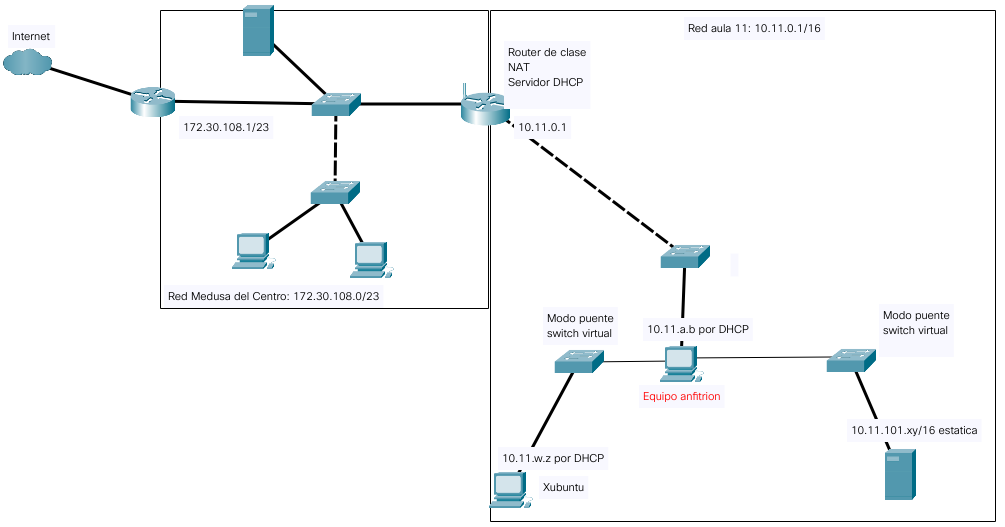 Internet
172.30.108.1/23
Red Medusa del Centro: 172.30.108.0/23
Red aula 11: 10.11.0.1/16
Router de clase
NAT
Servidor DHCP
10.11.0.1
Modo puente
switch virtual
10.11.a.b por DHCP
Modo puente
switch virtual
Equipo anfitrion
10.11.101.xy/16 estatica
10.11.w.z por DHCP
Xubuntu